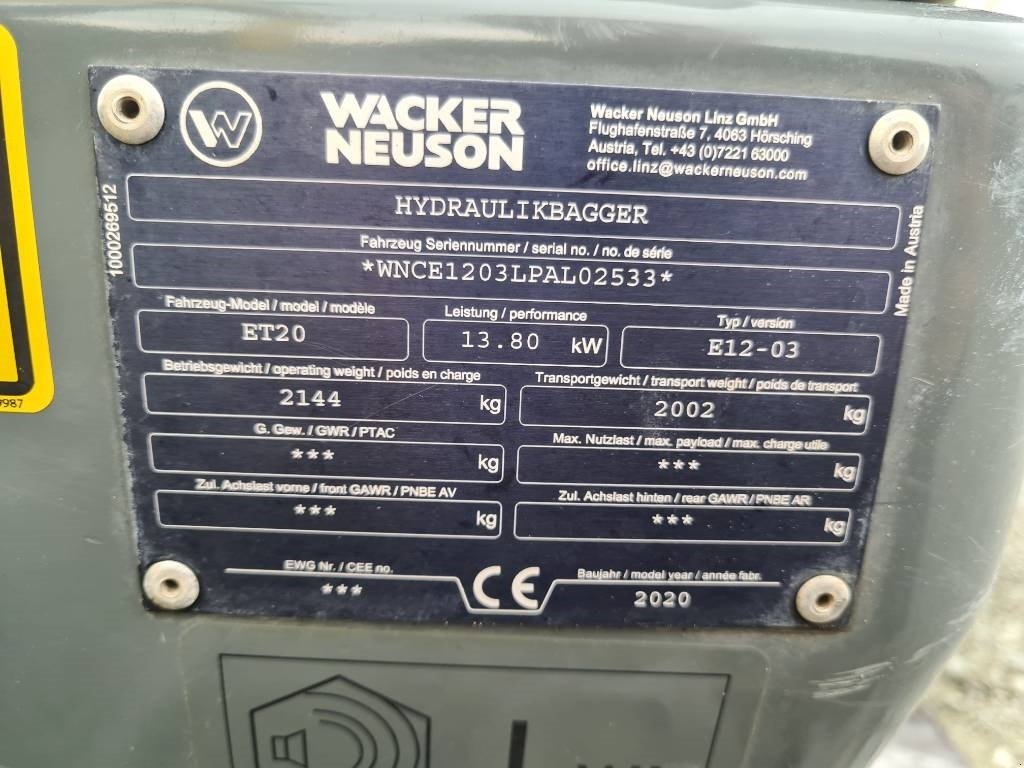 WACKER
NEUSON
Wacker Neuson Linz GmbH
Flughafenstraße 7, 4063 Hörsching
Austria, Tel. +43 (0)7221 63000
office.linz@wackerneuson.com
1000269512
HYDRAULIKBAGGER
Fahrzeug Seriennummer / serial no. / no. de série
*WNCE1203LPAL02533*
Made in Austria
Fahrzeug-Model / model / modèle
ET20
Leistung / performance
13.80 kW
Typ / version
E12-03
Betriebsgewicht / operating weight / poids en charge
2144 kg
Transportgewicht / transport weight / poids de transport
2002 kg
G. Gew. / GWR / PTAC
*** kg
Max. Nutzlast / max. payload / max. charge utile
*** kg
Zul. Achslast vorne / front GAWR / PNBE AV
*** kg
Zul. Achslast hinten / rear GAWR / PNBE AR
*** kg
EWG Nr. / CEE no.
***
CE
Baujahr / model year / année fabr.
2020